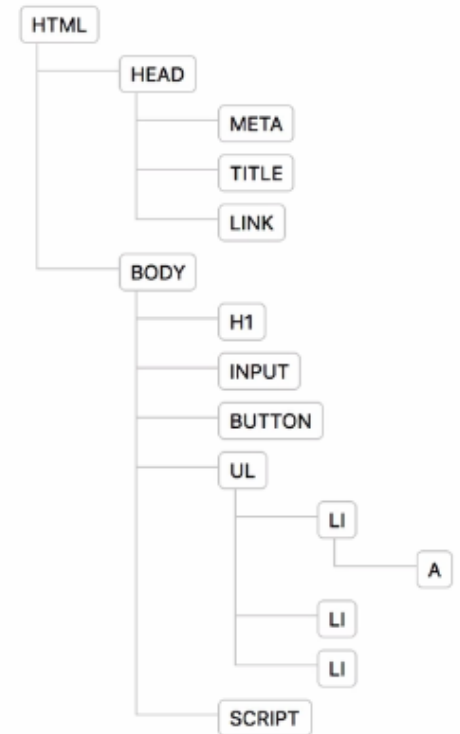 HTML
HEAD
META
TITLE
LINK
BODY
H1
INPUT
BUTTON
UL
LI
A
LI
LI
SCRIPT